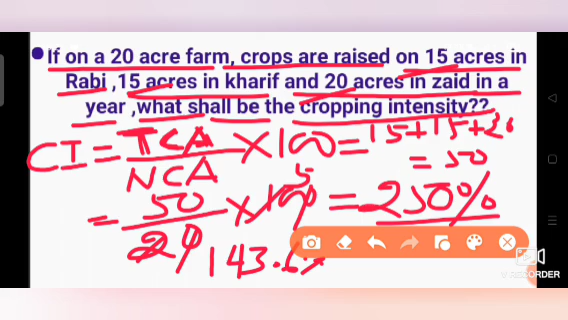 If on a 20 acre farm, crops are raised on 15 acres in
Rabi ,15 acres in kharif and 20 acres in zaid in a
year ,what shall be the cropping intensity??
CI = TCA / NCA × 100 = 15+15+20
= 50
= 50 / 20 × 100 5 = 250%
RECORDER